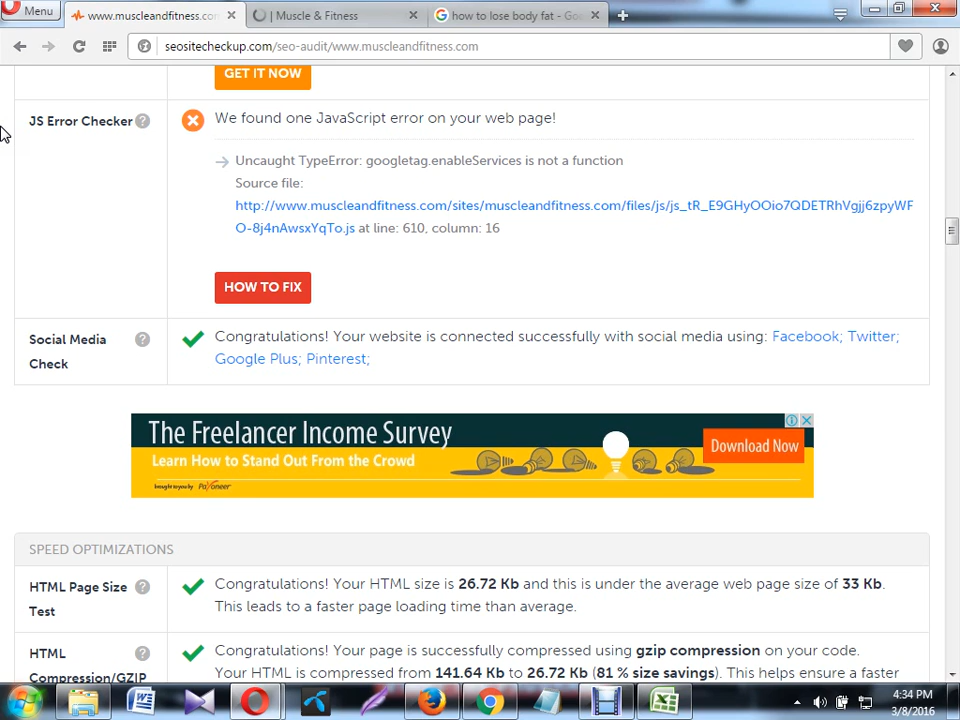 Menu
www.muscleandfitness.com
| Muscle & Fitness
how to lose body fat - Goo
seositecheckup.com/seo-audit/www.muscleandfitness.com
GET IT NOW
JS Error Checker ?
We found one JavaScript error on your web page!
Uncaught TypeError: googletag.enableServices is not a function
Source file:
http://www.muscleandfitness.com/sites/muscleandfitness.com/files/js/js_tR_E9GHyOOio7QDETRhVgjj6zpyWF
O-8j4nAwsxYqTo.js at line: 610, column: 16
HOW TO FIX
Social Media
Check ?
Congratulations! Your website is connected successfully with social media using: Facebook; Twitter;
Google Plus; Pinterest;
The Freelancer Income Survey
Learn How to Stand Out From the Crowd
brought to you by Payoneer
Download Now
SPEED OPTIMIZATIONS
HTML Page Size
Test ?
Congratulations! Your HTML size is 26.72 Kb and this is under the average web page size of 33 Kb.
This leads to a faster page loading time than average.
HTML
Compression/GZIP ?
Congratulations! Your page is successfully compressed using gzip compression on your code.
Your HTML is compressed from 141.64 Kb to 26.72 Kb (81 % size savings). This helps ensure a faster
4:34 PM
3/8/2016